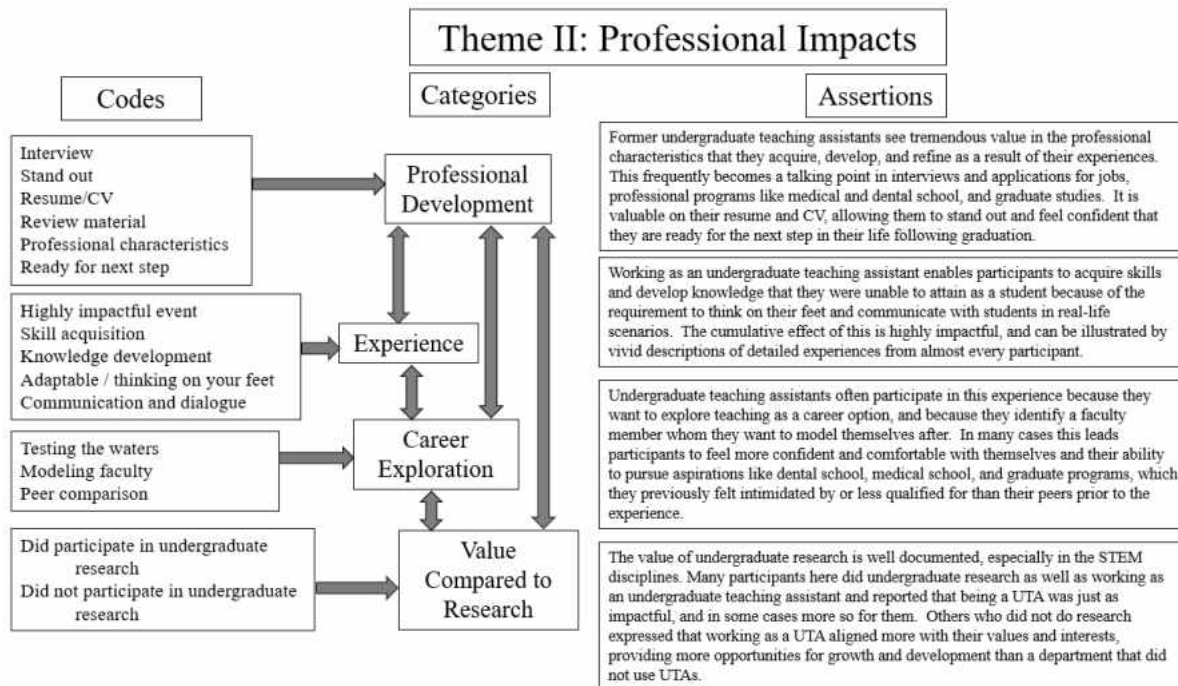 Theme II: Professional Impacts
Codes
Categories
Assertions
Interview
Stand out
Resume/CV
Review material
Professional characteristics
Ready for next step
Professional
Development
Former undergraduate teaching assistants see tremendous value in the professional
characteristics that they acquire, develop, and refine as a result of their experiences.
This frequently becomes a talking point in interviews and applications for jobs,
professional programs like medical and dental school, and graduate studies. It is
valuable on their resume and CV, allowing them to stand out and feel confident that
they are ready for the next step in their life following graduation.
Highly impactful event
Skill acquisition
Knowledge development
Adaptable / thinking on your feet
Communication and dialogue
Experience
Working as an undergraduate teaching assistant enables participants to acquire skills
and develop knowledge that they were unable to attain as a student because of the
requirement to think on their feet and communicate with students in real-life
scenarios. The cumulative effect of this is highly impactful, and can be illustrated by
vivid descriptions of detailed experiences from almost every participant.
Testing the waters
Modeling faculty
Peer comparison
Career
Exploration
Undergraduate teaching assistants often participate in this experience because they
want to explore teaching as a career option, and because they identify a faculty
member whom they want to model themselves after. In many cases this leads
participants to feel more confident and comfortable with themselves and their ability
to pursue aspirations like dental school, medical school, and graduate programs, which
they previously felt intimidated by or less qualified for than their peers prior to the
experience.
Did participate in undergraduate
research
Did not participate in undergraduate
research
Value
Compared to
Research
The value of undergraduate research is well documented, especially in the STEM
disciplines. Many participants here did undergraduate research as well as working as
an undergraduate teaching assistant and reported that being a UTA was just as
impactful, and in some cases more so for them. Others who did not do research
expressed that working as a UTA aligned more with their values and interests,
providing more opportunities for growth and development than a department that did
not use UTAs.